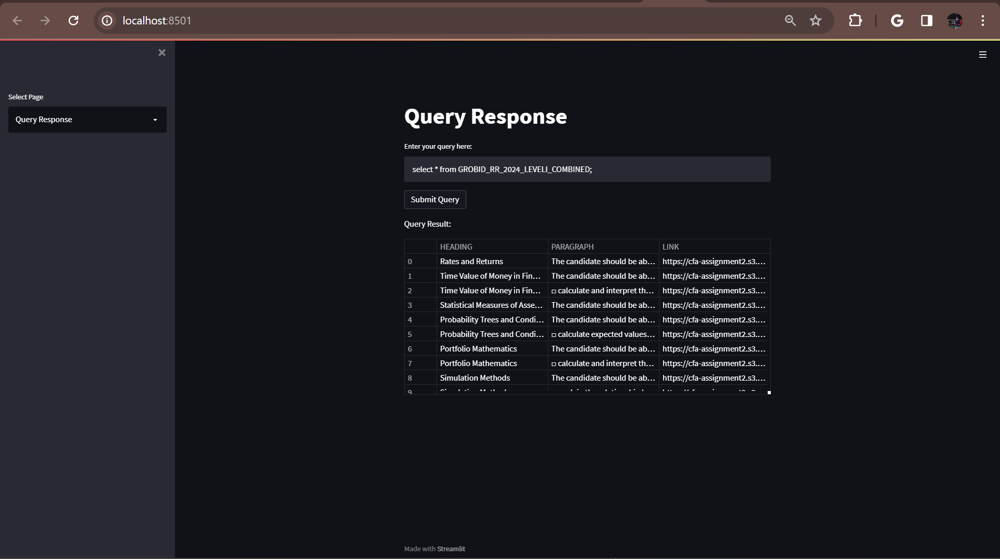 localhost:8501
Select Page
Query Response
Query Response
Enter your query here:
select * from GROBID_RR_2024_LEVELI_COMBINED;
Submit Query
Query Result:
HEADING PARAGRAPH LINK
0 Rates and Returns The candidate should be ab... https://cfa-assignment2.s3....
1 Time Value of Money in Fin... The candidate should be ab... https://cfa-assignment2.s3....
2 Time Value of Money in Fin... □ calculate and interpret th... https://cfa-assignment2.s3....
3 Statistical Measures of Asse... The candidate should be ab... https://cfa-assignment2.s3....
4 Probability Trees and Condi... The candidate should be ab... https://cfa-assignment2.s3....
5 Probability Trees and Condi... □ calculate expected values... https://cfa-assignment2.s3....
6 Portfolio Mathematics The candidate should be ab... https://cfa-assignment2.s3....
7 Portfolio Mathematics □ calculate and interpret th... https://cfa-assignment2.s3....
8 Simulation Methods The candidate should be ab... https://cfa-assignment2.s3....
9
Made with Streamlit